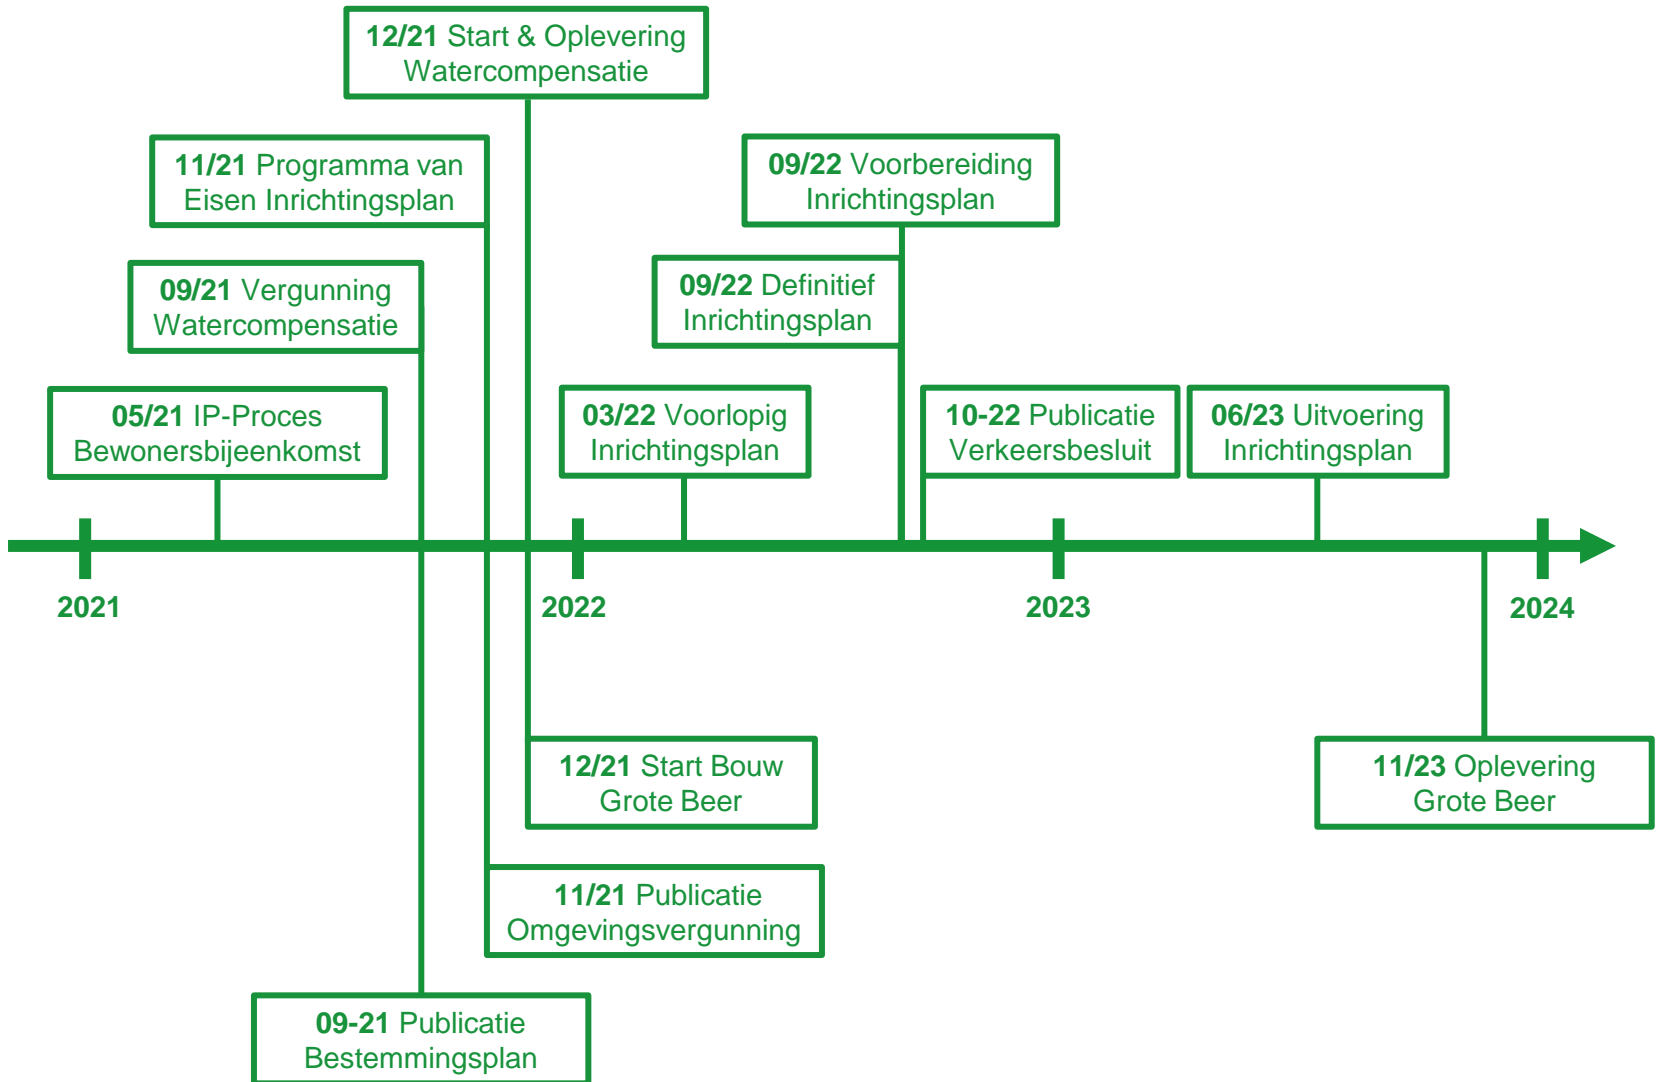 12/21 Start & Oplevering
Watercompensatie
11/21 Programma van
Eisen Inrichtingsplan
09/22 Voorbereiding
Inrichtingsplan
09/21 Vergunning
Watercompensatie
09/22 Definitief
Inrichtingsplan
05/21 IP-Proces
Bewonersbijeenkomst
03/22 Voorlopig
Inrichtingsplan
10-22 Publicatie
Verkeersbesluit
06/23 Uitvoering
Inrichtingsplan
2021
2022
2023
2024
12/21 Start Bouw
Grote Beer
11/23 Oplevering
Grote Beer
11/21 Publicatie
Omgevingsvergunning
09-21 Publicatie
Bestemmingsplan